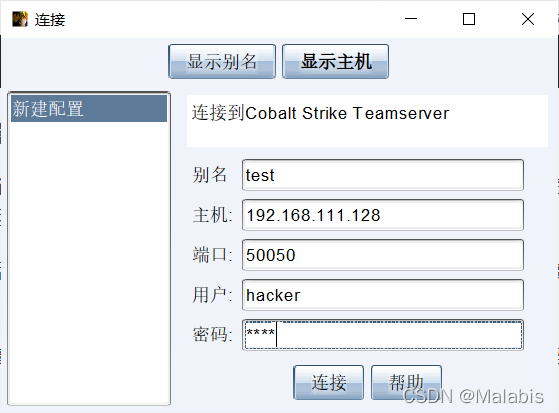 连接
显示别名 显示主机
新建配置
连接到Cobalt Strike Teamserver
别名 test
主机: 192.168.111.128
端口: 50050
用户: hacker
密码: ****
连接 帮助
CSDN @Malabis